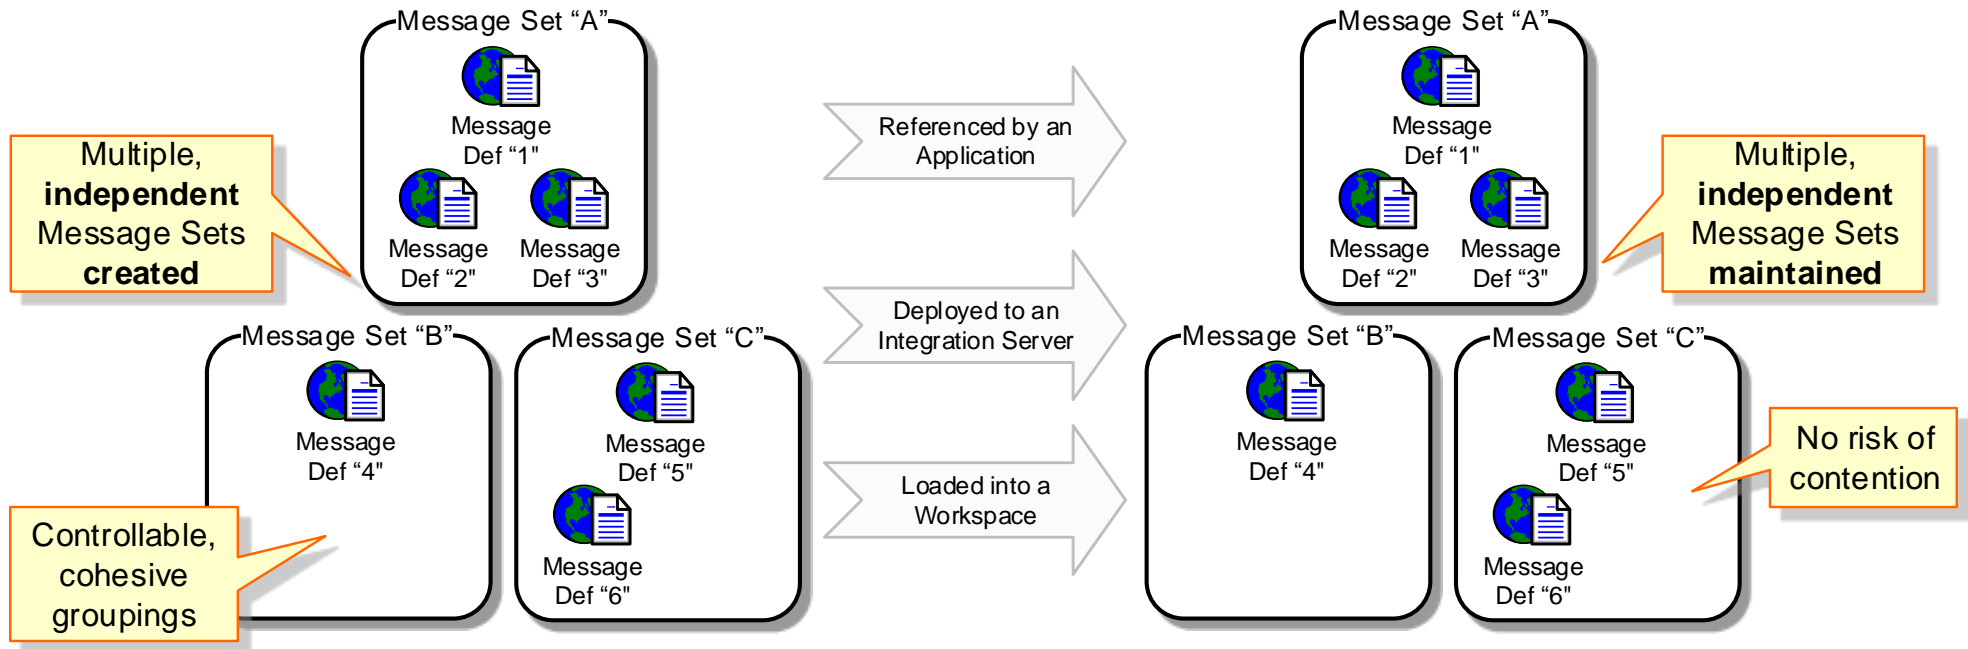 Message Set “A”
Message
Def “1"
Message
Def “2"
Message
Def “3"
Multiple,
independent
Message Sets
created
Message Set “B”
Message
Def “4"
Message Set “C”
Message
Def “5"
Message
Def “6"
Controllable,
cohesive
groupings
Referenced by an
Application
Deployed to an
Integration Server
Loaded into a
Workspace
Message Set “A”
Message
Def “1"
Message
Def “2"
Message
Def “3"
Multiple,
independent
Message Sets
maintained
Message Set “B”
Message
Def “4"
Message Set “C”
Message
Def “5"
Message
Def “6"
No risk of
contention